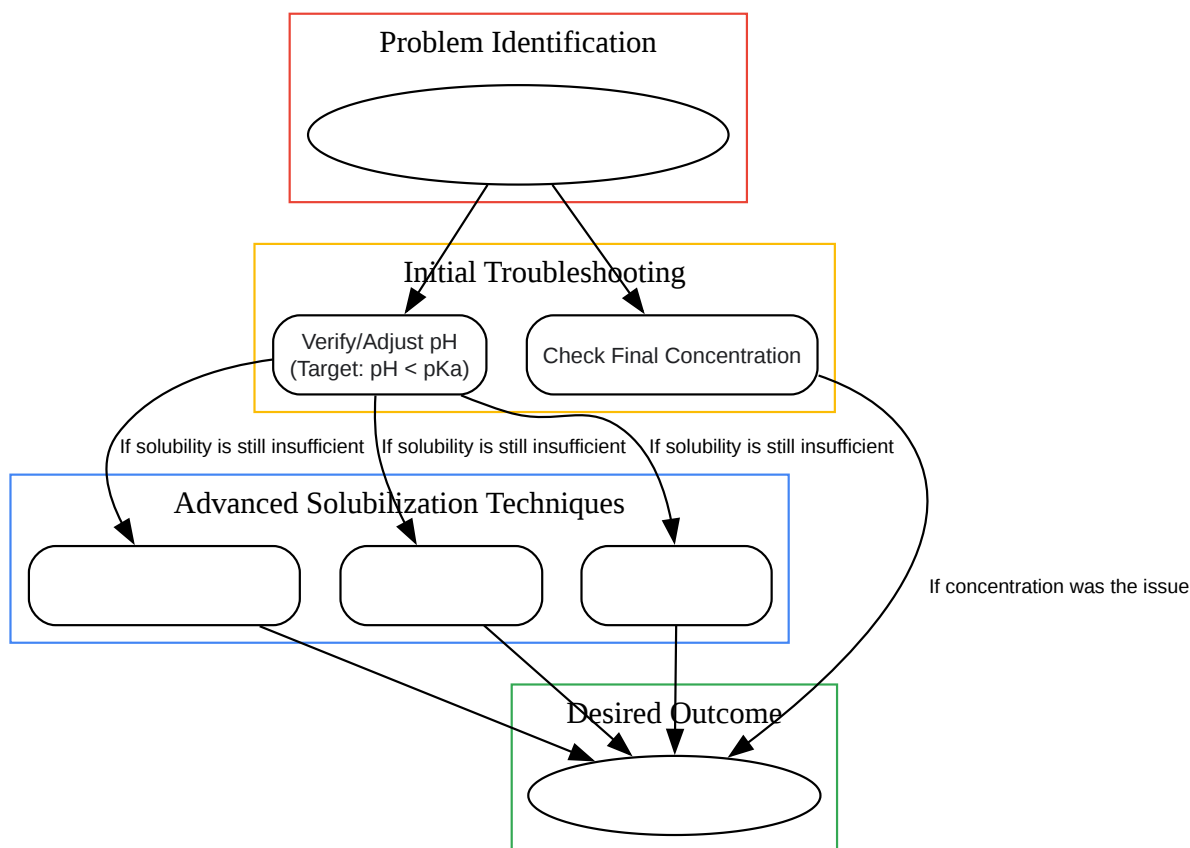 Problem Identification
Initial Troubleshooting
Verify/Adjust pH
(Target: pH < pKa)
Check Final Concentration
If solubility is still insufficient
If solubility is still insufficient
If solubility is still insufficient
Advanced Solubilization Techniques
If concentration was the issue
Desired Outcome